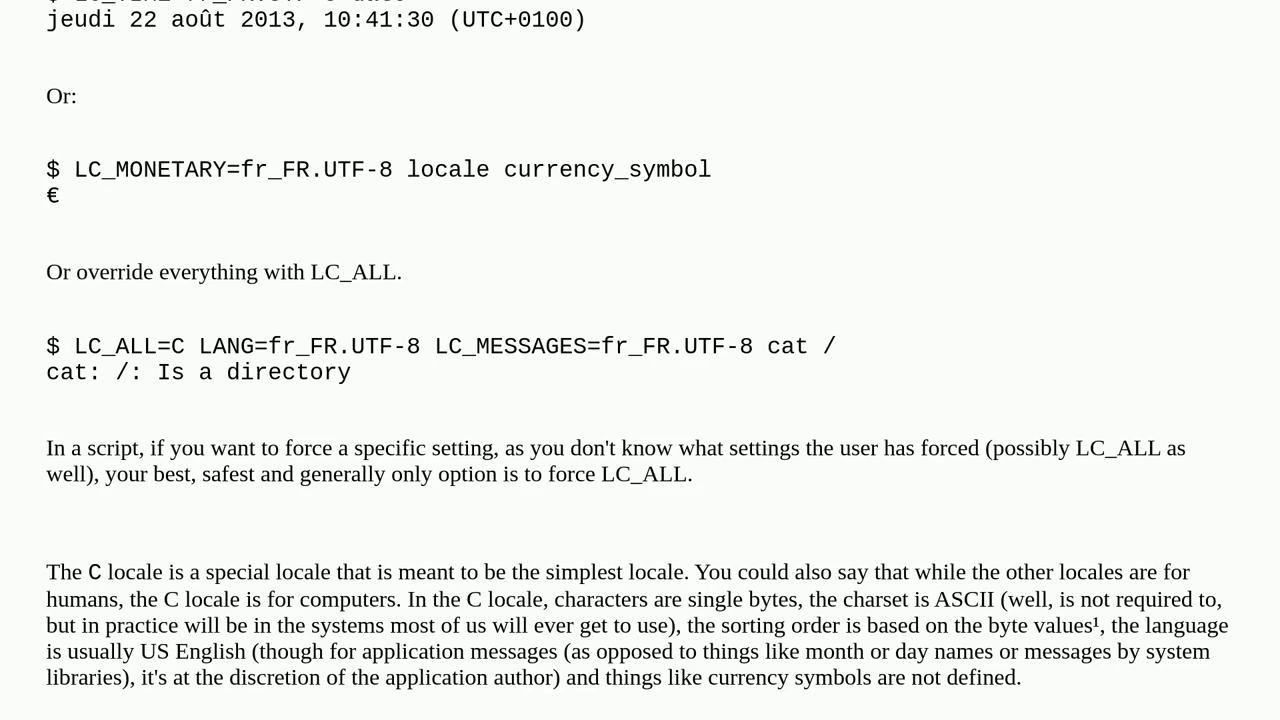 jeudi 22 août 2013, 10:41:30 (UTC+0100)
Or:
$ LC_MONETARY=fr_FR.UTF-8 locale currency_symbol
€
Or override everything with LC_ALL.
$ LC_ALL=C LANG=fr_FR.UTF-8 LC_MESSAGES=fr_FR.UTF-8 cat /
cat: /: Is a directory
In a script, if you want to force a specific setting, as you don't know what settings the user has forced (possibly LC_ALL as
well), your best, safest and generally only option is to force LC_ALL.
The C locale is a special locale that is meant to be the simplest locale. You could also say that while the other locales are for
humans, the C locale is for computers. In the C locale, characters are single bytes, the charset is ASCII (well, is not required to,
but in practice will be in the systems most of us will ever get to use), the sorting order is based on the byte values¹, the language
is usually US English (though for application messages (as opposed to things like month or day names or messages by system
libraries), it's at the discretion of the application author) and things like currency symbols are not defined.